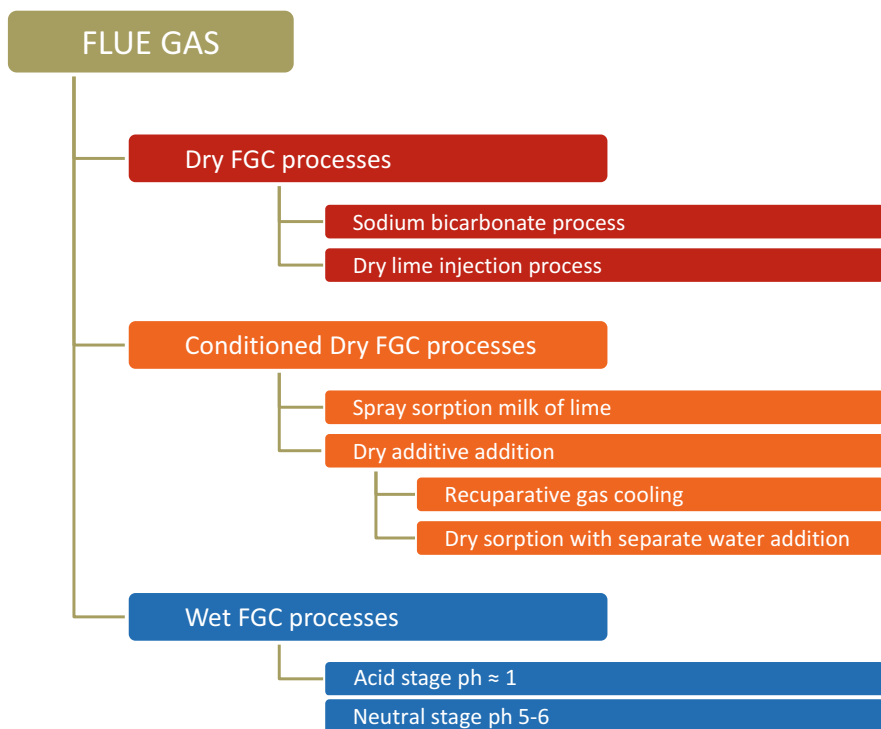 FLUE GAS
Dry FGC processes
Sodium bicarbonate process
Dry lime injection process
Conditioned Dry FGC processes
Spray sorption milk of lime
Dry additive addition
Recuparative gas cooling
Dry sorption with separate water addition
Wet FGC processes
Acid stage ph ≈ 1
Neutral stage ph 5-6